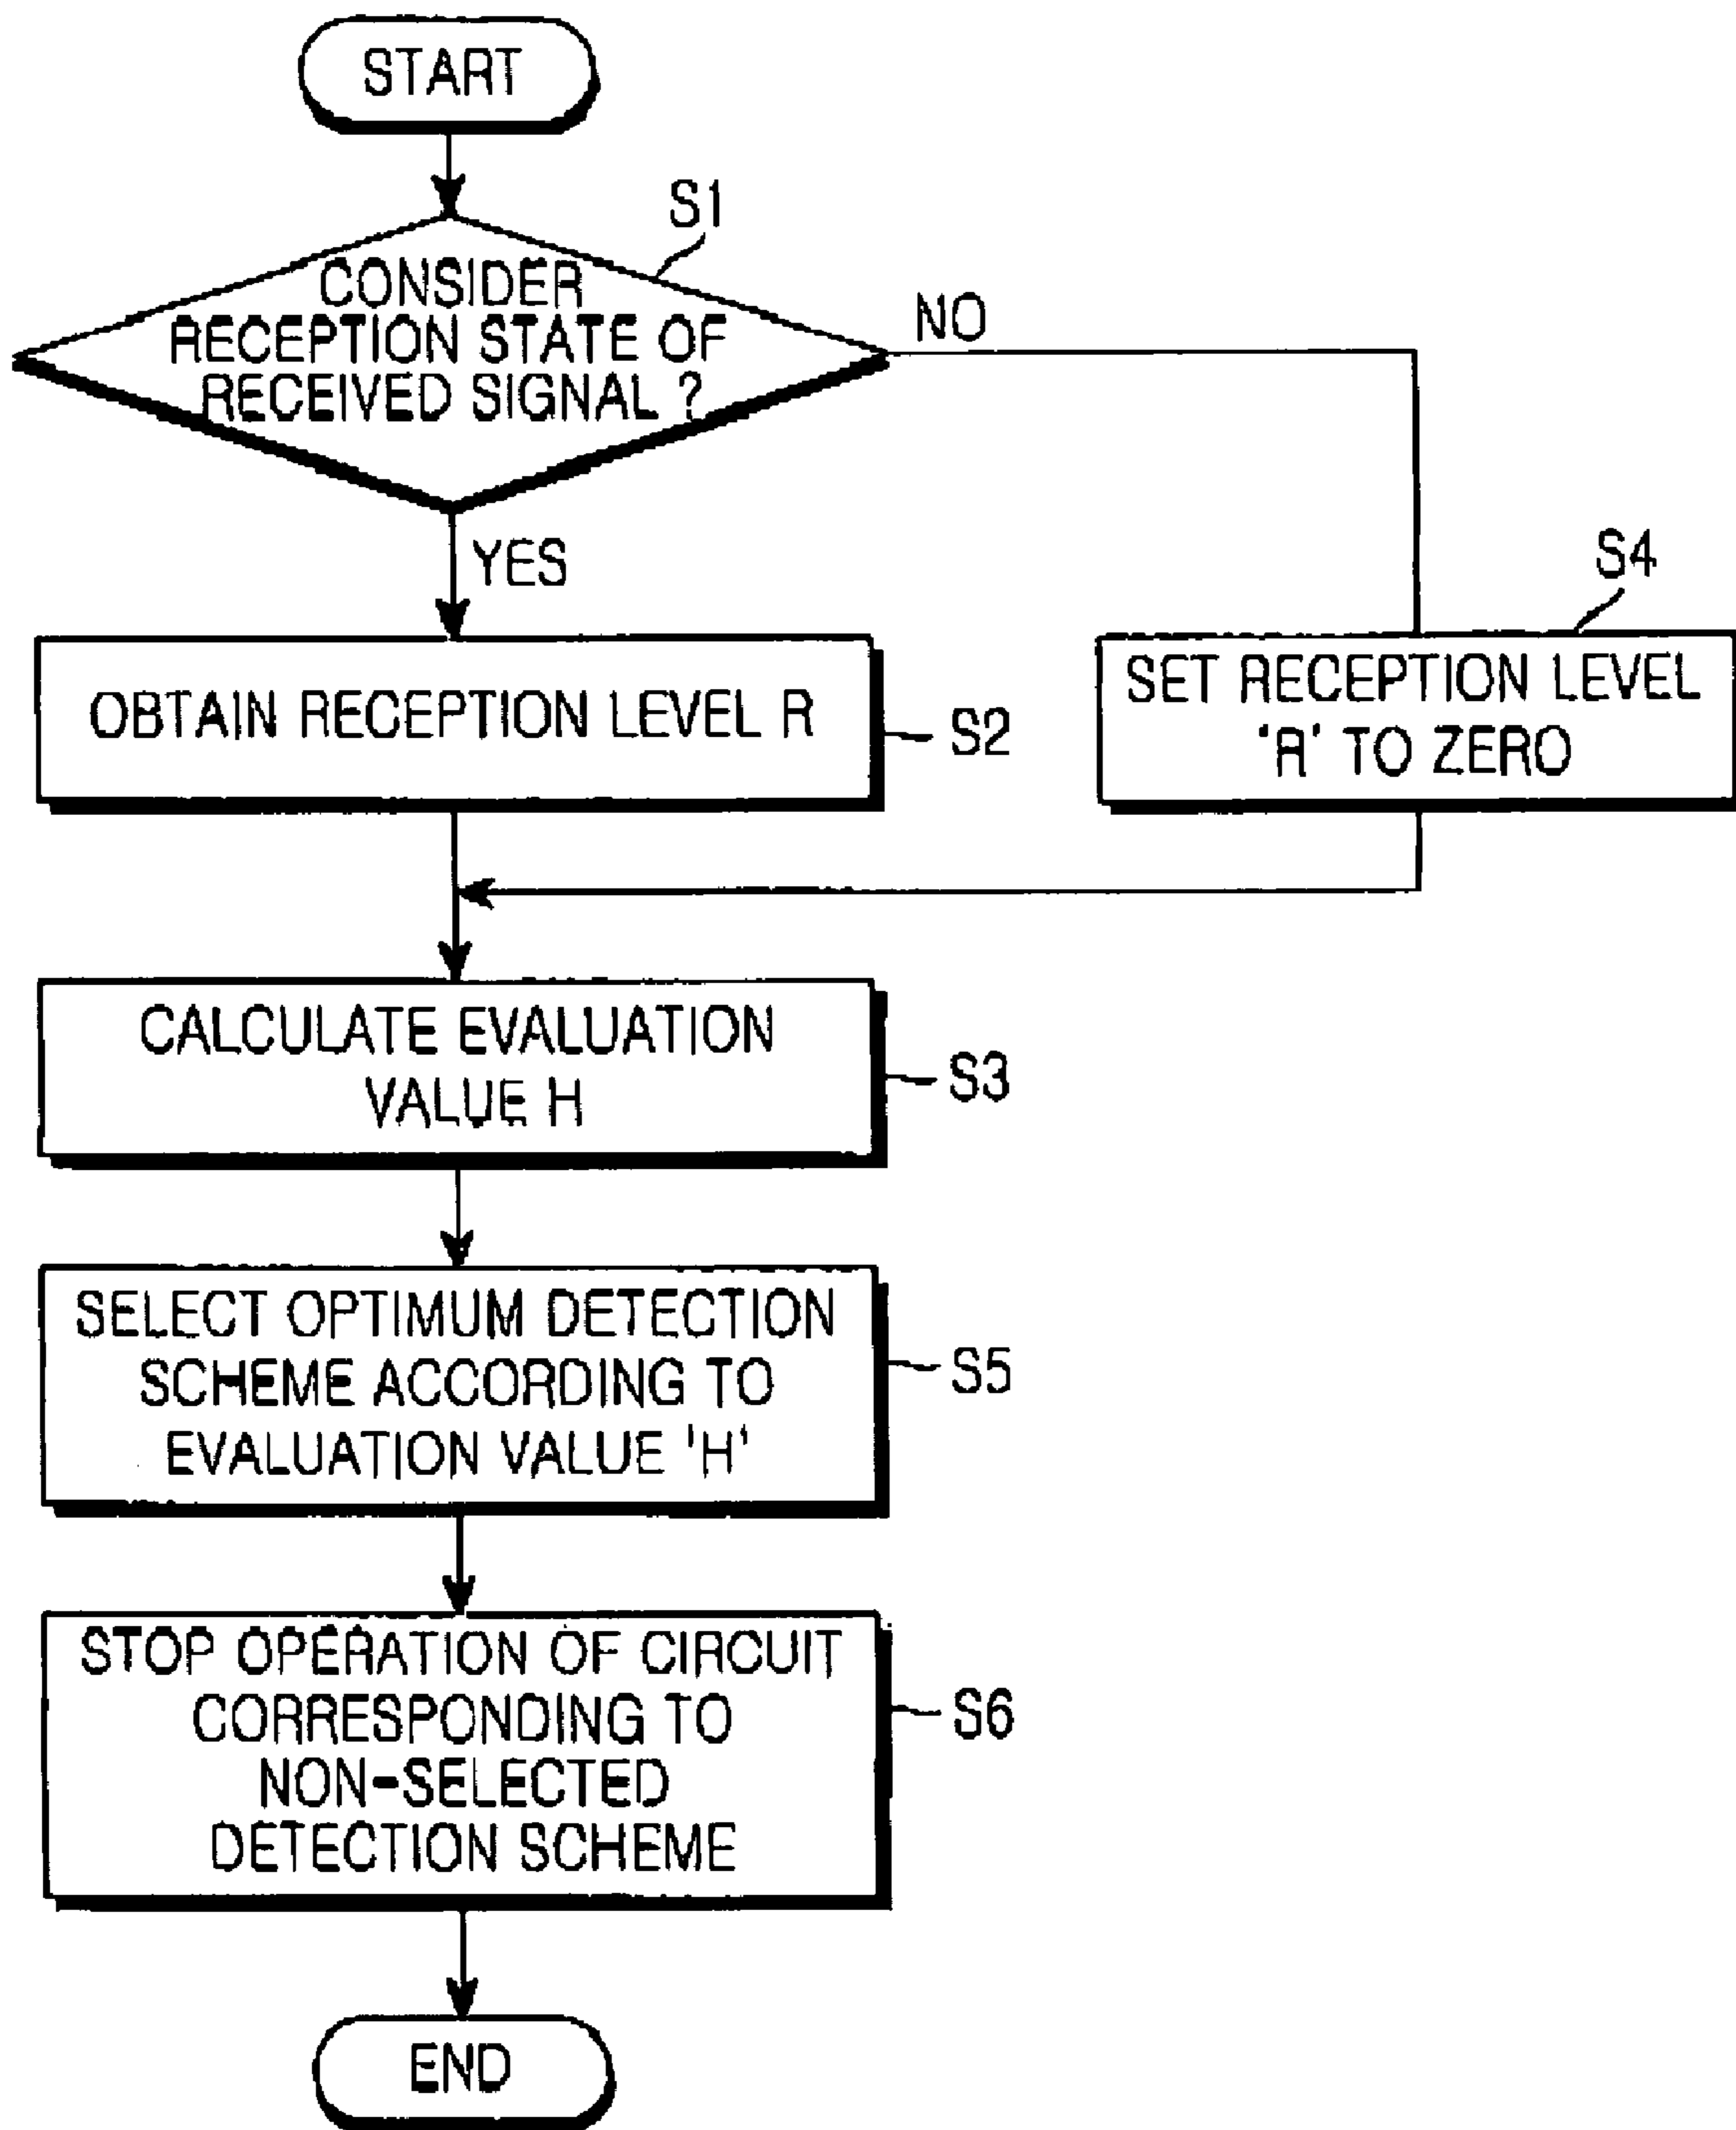 START
S1
CONSIDER
RECEPTION STATE OF
RECEIVED SIGNAL ?
NO
YES
S4
OBTAIN RECEPTION LEVEL R
S2
SET RECEPTION LEVEL
'R' TO ZERO
CALCULATE EVALUATION
VALUE H
S3
SELECT OPTIMUM DETECTION
SCHEME ACCORDING TO
EVALUATION VALUE 'H'
S5
STOP OPERATION OF CIRCUIT
CORRESPONDING TO
NON-SELECTED
DETECTION SCHEME
S6
END